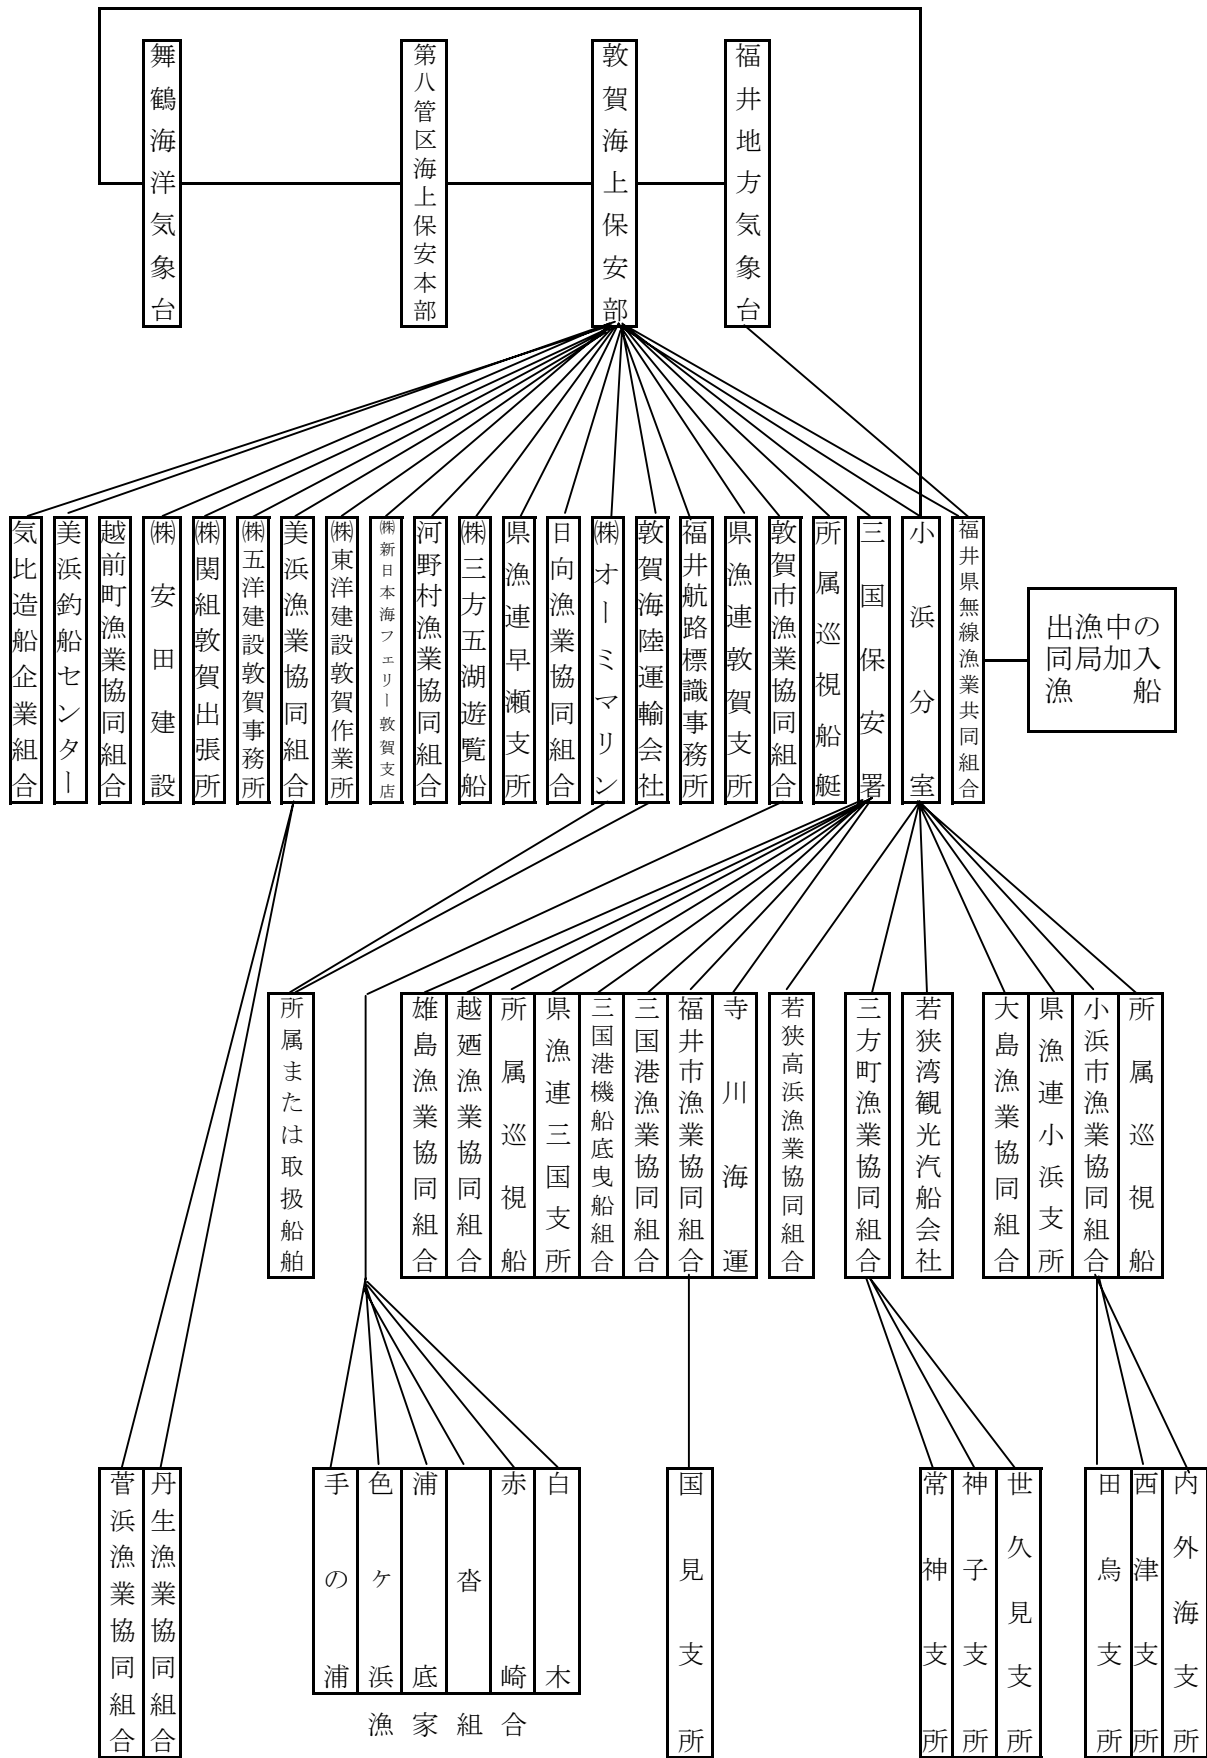 舞鶴海洋気象台
第八管区海上保安本部
敦賀海上保安部
福井地方気象台
気比造船企業組合
美浜釣船センター
越前町漁業協同組合
㈱安田建設
㈱関組敦賀出張所
㈱五洋建設敦賀事務所
美浜漁業協同組合
㈱東洋建設敦賀作業所
㈱新日本海フェリー敦賀支店
河野村漁業協同組合
㈱三方五湖遊覧船
県漁連早瀬支所
日向漁業協同組合
㈱オーミマリン
敦賀海陸運輸会社
福井航路標識事務所
県漁連敦賀支所
敦賀市漁業協同組合
所属巡視船艇
三国保安署
小浜分室
福井県無線漁業共同組合
出漁中の
同局加入
漁船
所属または取扱船舶
雄島漁業協同組合
越廼漁業協同組合
所属巡視船
県漁連三国支所
三国港機船底曳船組合
三国港漁業協同組合
福井市漁業協同組合
寺川海運
若狭高浜漁業協同組合
三方町漁業協同組合
若狭湾観光汽船会社
大島漁業協同組合
県漁連小浜支所
小浜市漁業協同組合
所属巡視船
菅浜漁業協同組合
丹生漁業協同組合
手の浦
色ヶ浜
浦底
沓
赤崎
白木
漁家組合
国見支所
常神支所
神子支所
世久見支所
田烏支所
西津支所
内外海支所